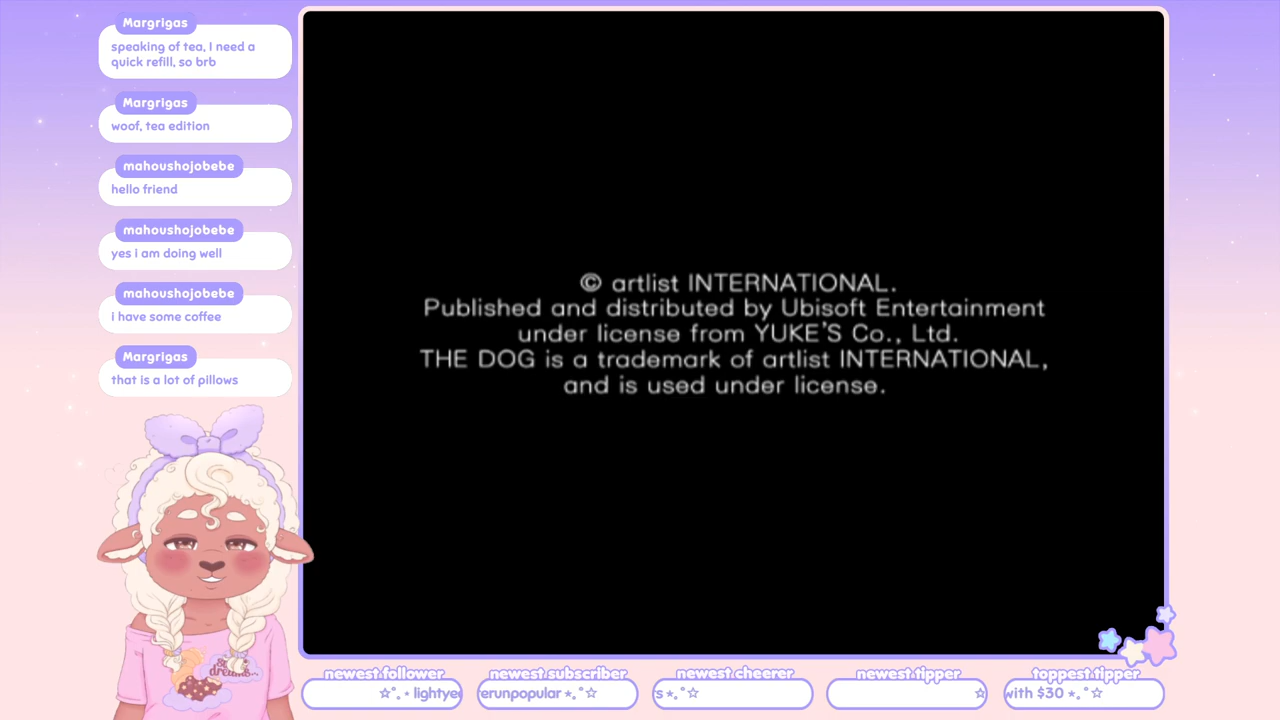 Margrigas
speaking of tea, I need a
quick refill, so brb
Margrigas
woof, tea edition
mahoushojobebe
hello friend
mahoushojobebe
yes i am doing well
mahoushojobebe
i have some coffee
Margrigas
that is a lot of pillows
© artlist INTERNATIONAL.
Published and distributed by Ubisoft Entertainment
under license from YUKE'S Co., Ltd.
THE DOG is a trademark of artlist INTERNATIONAL,
and is used under license.
newest follower
☆°｡⋆ lightye
newest subscriber
erunpopular ⋆｡°☆
newest cheerer
s ⋆｡°☆
newest tipper
☆
toppest tipper
with $30 ⋆｡°☆